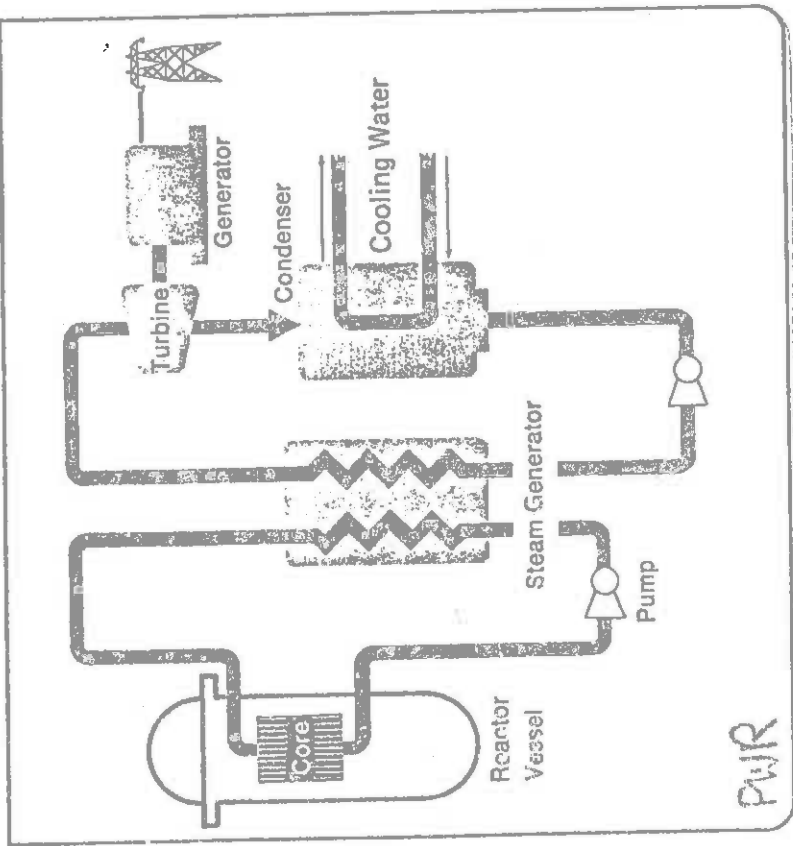 Turbine
Generator
Condenser
Cooling Water
Steam Generator
Pump
Core
Reactor
Vessel
PWR